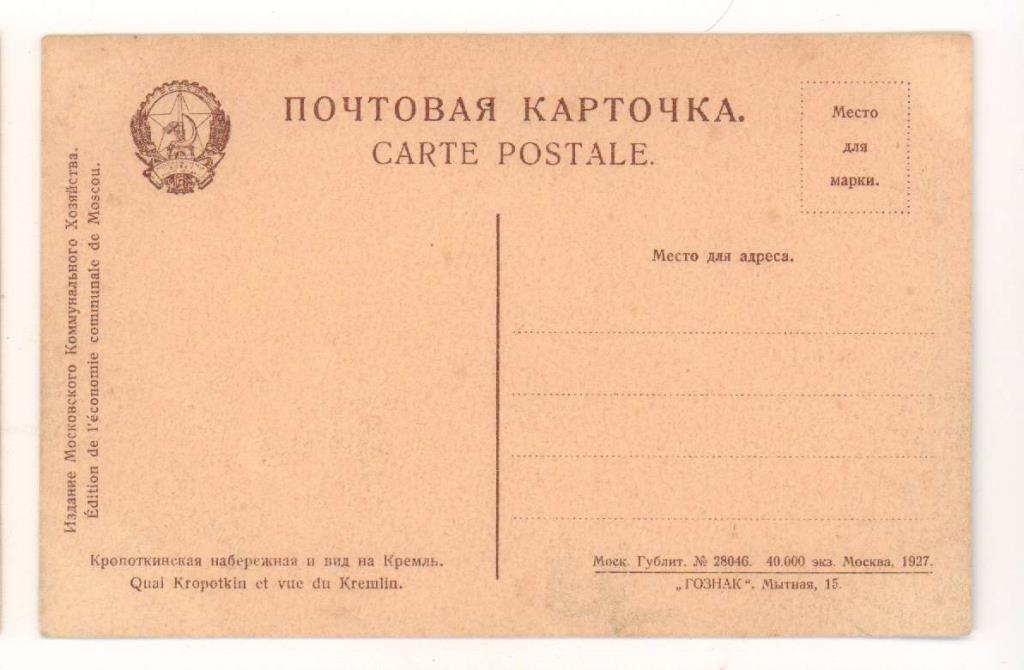 ПОЧТОВАЯ КАРТОЧКА.
CARTE POSTALE.
Место
для
марки.
Место для адреса.
Издание Московского Коммунального Хозяйства.
Édition de l'économie communale de Moscou.
Кропоткинская набережная и вид на Кремль.
Quai Kropotkin et vue du Kremlin.
Моск. Гублит. № 28046. 40.000 экз. Москва, 1927.
„ГОЗНАК“. Мытная, 15.